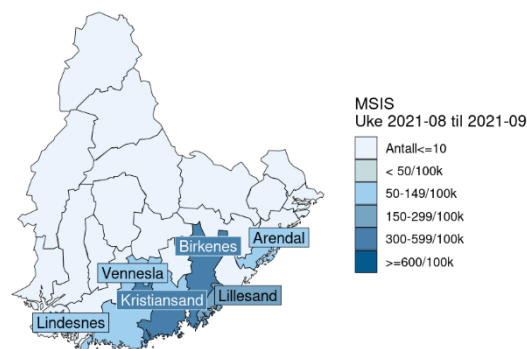 MSIS
Uke 2021-08 til 2021-09
Antall<=10
< 50/100k
50-149/100k
150-299/100k
300-599/100k
>=600/100k
Birkenes
Arendal
Vennesla
Kristiansand
Lillesand
Lindesnes